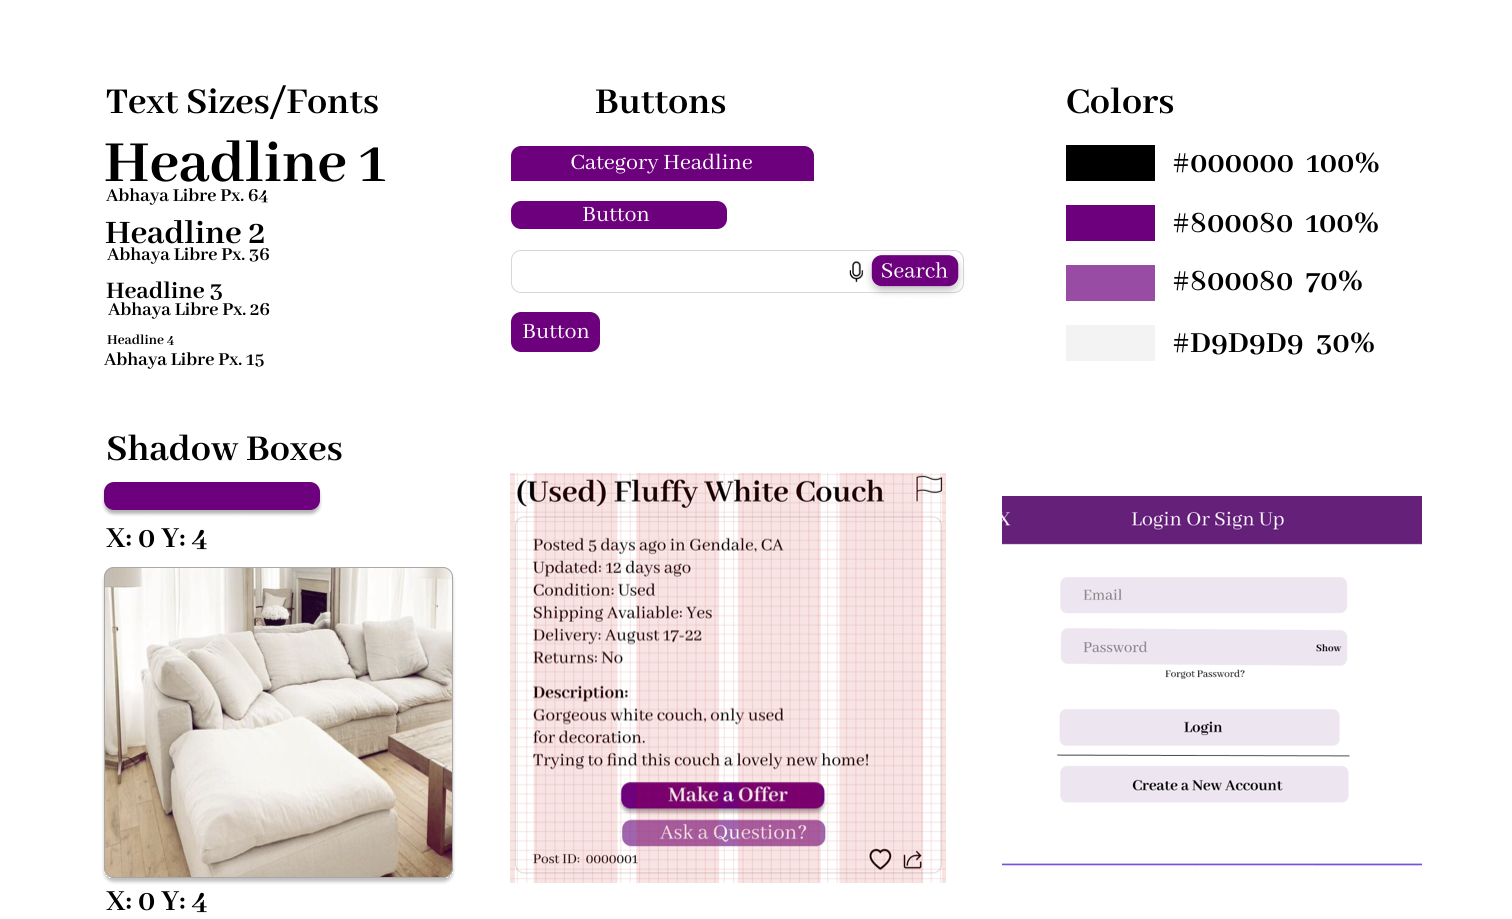 Text Sizes/Fonts
Headline 1
Abhaya Libre Px. 64
Headline 2
Abhaya Libre Px. 36
Headline 3
Abhaya Libre Px. 26
Headline 4
Abhaya Libre Px. 15
Buttons
Category Headline
Button
Search
Button
Colors
#000000 100%
#800080 100%
#800080 70%
#D9D9D9 30%
Shadow Boxes
X: 0 Y: 4
X: 0 Y: 4
(Used) Fluffy White Couch
Posted 5 days ago in Gendale, CA
Updated: 12 days ago
Condition: Used
Shipping Avaliable: Yes
Delivery: August 17-22
Returns: No
Description:
Gorgeous white couch, only used
for decoration.
Trying to find this couch a lovely new home!
Make a Offer
Ask a Question?
Post ID: 0000001
X Login Or Sign Up
Email
Password Show
Forgot Password?
Login
Create a New Account